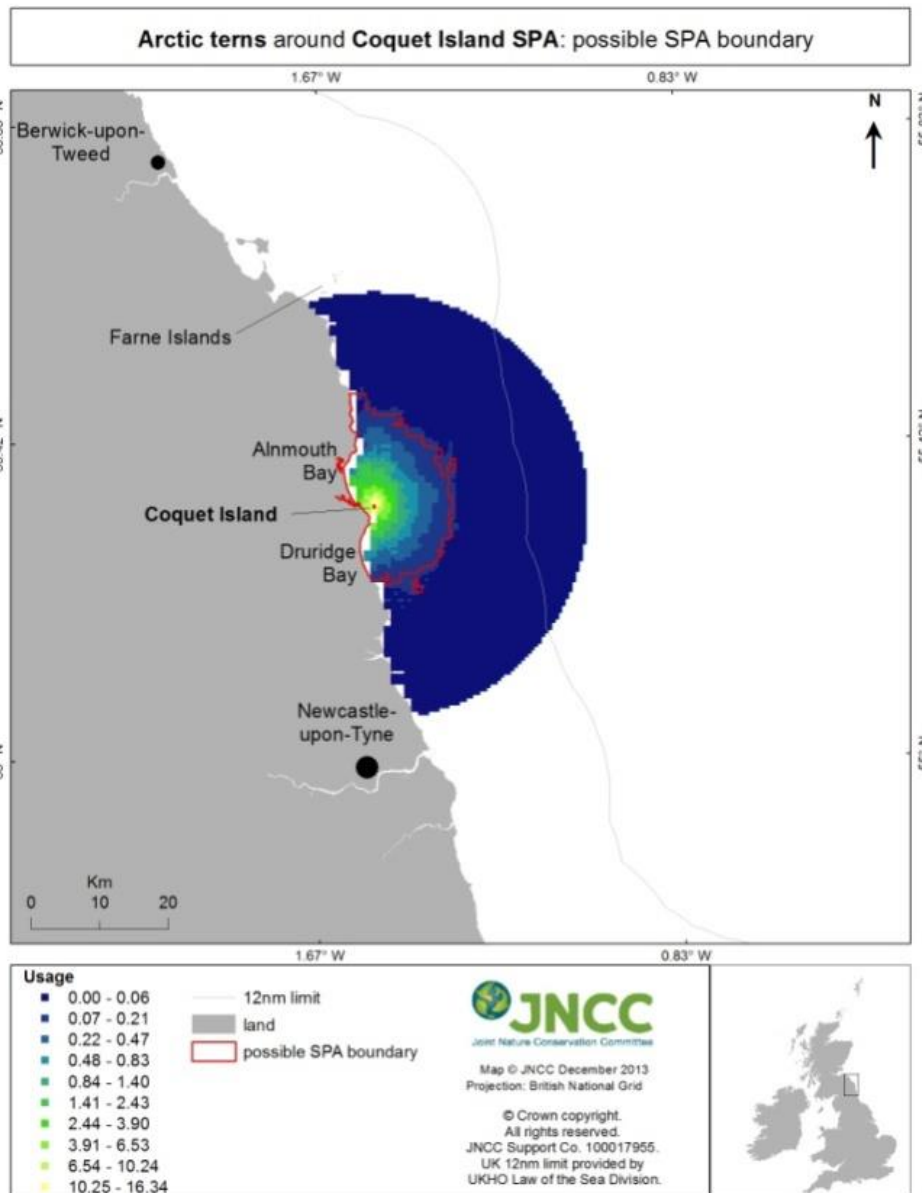 Arctic terns around Coquet Island SPA: possible SPA boundary
1.67° W
0.83° W
N
Berwick-upon-
Tweed
Farne Islands
Alnmouth
Bay
Coquet Island
Druridge
Bay
Newcastle-
upon-Tyne
Km
0 10 20
1.67° W
0.83° W
Usage
0.00 - 0.06
0.07 - 0.21
0.22 - 0.47
0.48 - 0.83
0.84 - 1.40
1.41 - 2.43
2.44 - 3.90
3.91 - 6.53
6.54 - 10.24
10.25 - 16.34
12nm limit
land
possible SPA boundary
JNCC
Joint Nature Conservation Committee
Map © JNCC December 2013
Projection: British National Grid
© Crown copyright.
All rights reserved.
JNCC Support Co. 100017955.
UK 12nm limit provided by
UKHO Law of the Sea Division.